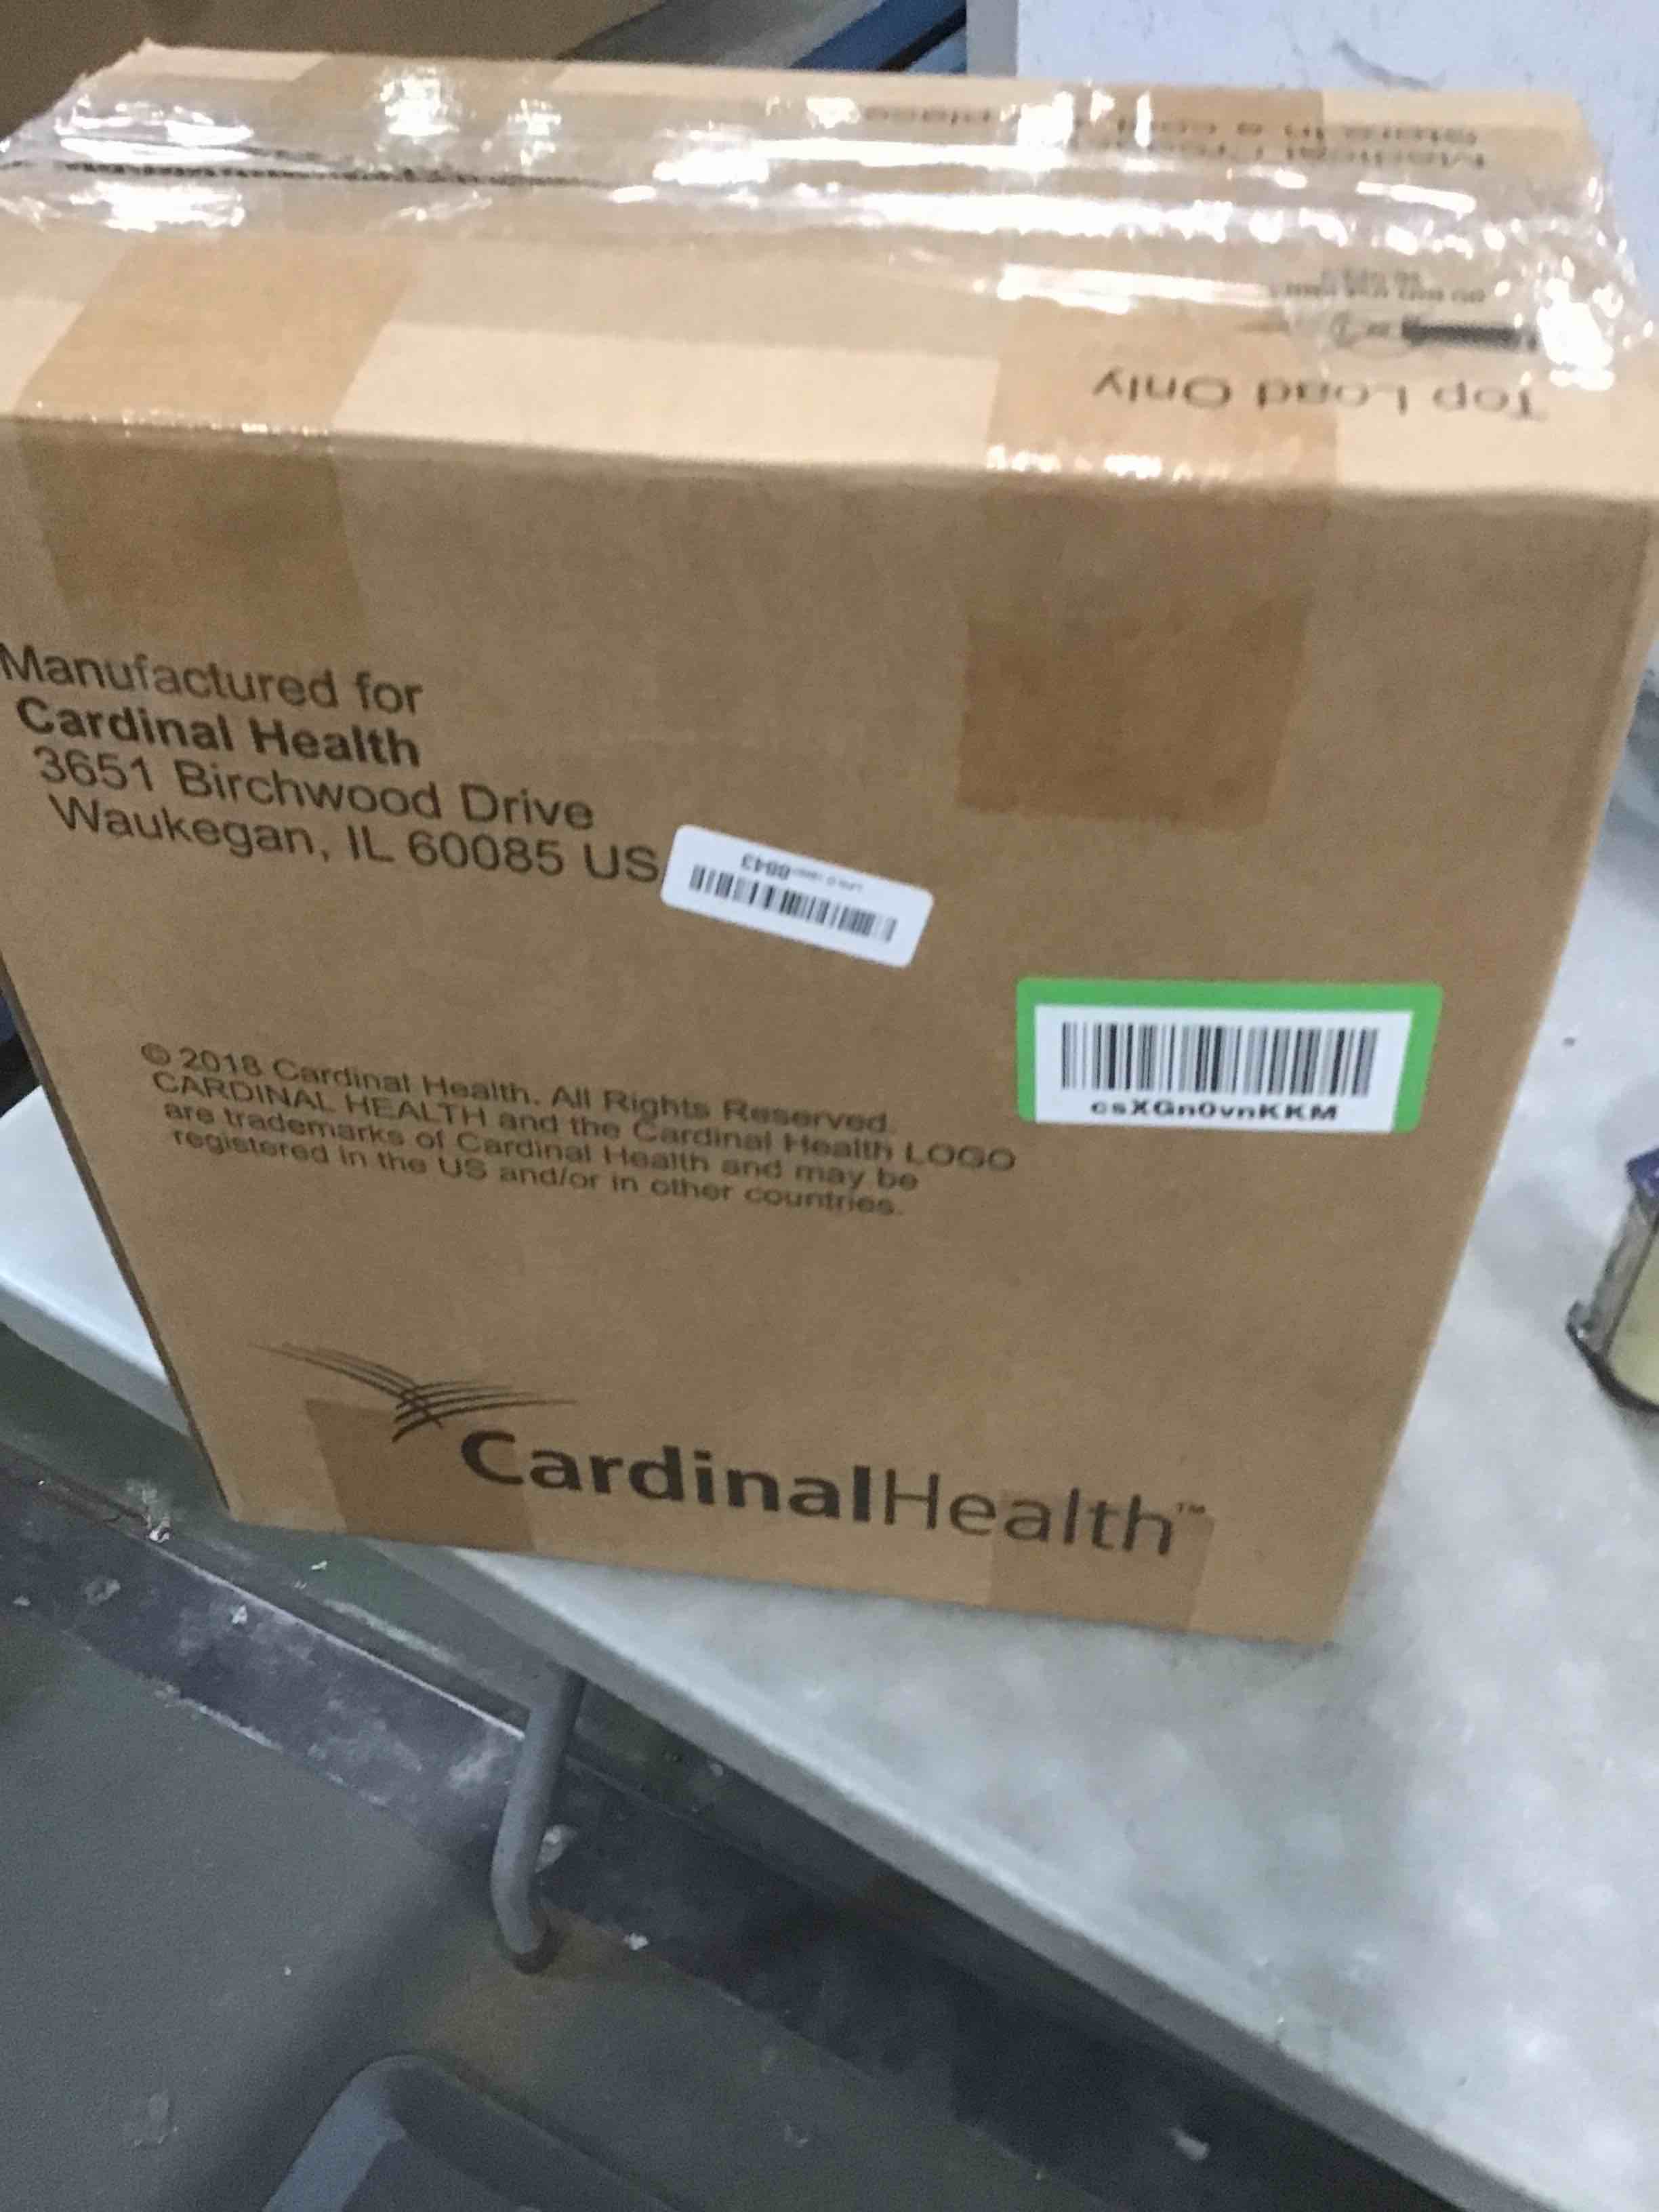 Top Load Only
Manufactured for
Cardinal Health
3651 Birchwood Drive
Waukegan, IL 60085 US
csXGn0vnKKM
© 2018 Cardinal Health. All Rights Reserved.
CARDINAL HEALTH and the Cardinal Health LOGO
are trademarks of Cardinal Health and may be
registered in the US and/or in other countries.
CardinalHealth™